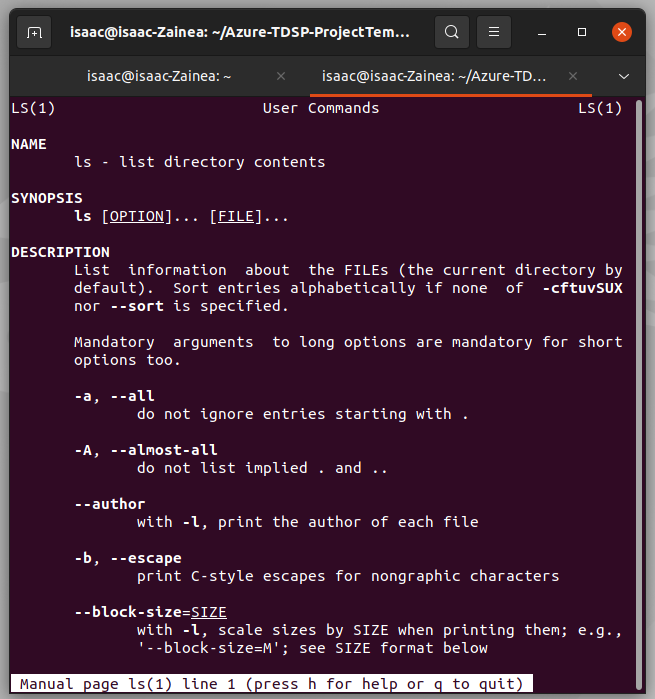 isaac@isaac-Zainea: ~/Azure-TDSP-ProjectTem...
isaac@isaac-Zainea: ~
isaac@isaac-Zainea: ~/Azure-TD...
LS(1) User Commands LS(1)
NAME
ls - list directory contents
SYNOPSIS
ls [OPTION]... [FILE]...
DESCRIPTION
List information about the FILEs (the current directory by
default). Sort entries alphabetically if none of -cftuvSUX
nor --sort is specified.
Mandatory arguments to long options are mandatory for short
options too.
-a, --all
do not ignore entries starting with .
-A, --almost-all
do not list implied . and ..
--author
with -l, print the author of each file
-b, --escape
print C-style escapes for nongraphic characters
--block-size=SIZE
with -l, scale sizes by SIZE when printing them; e.g.,
'--block-size=M'; see SIZE format below
Manual page ls(1) line 1 (press h for help or q to quit)